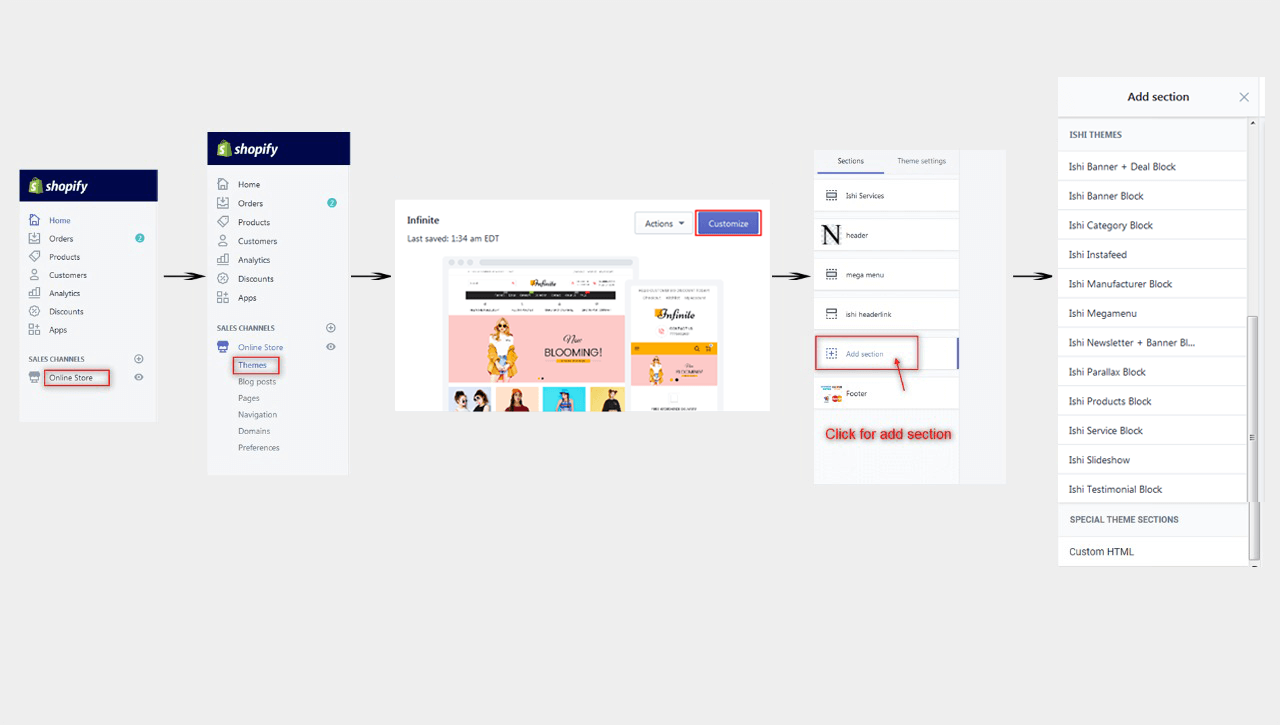 shopify
Home
Orders
2
Products
Customers
Analytics
Discounts
Apps
SALES CHANNELS
Online Store
shopify
Home
Orders
2
Products
Customers
Analytics
Discounts
Apps
SALES CHANNELS
Online Store
Themes
Blog posts
Pages
Navigation
Domains
Preferences
Infinite
Last saved: 1:34 am EDT
Actions
Customize
Infinite
New
BLOOMING!
Infinite
New
BLOOMING!
Sections
Theme settings
Ishi Services
N header
mega menu
ishi headerlink
Add section
Footer
Click for add section
Add section
ISHI THEMES
Ishi Banner + Deal Block
Ishi Banner Block
Ishi Category Block
Ishi Instafeed
Ishi Manufacturer Block
Ishi Megamenu
Ishi Newsletter + Banner Bl...
Ishi Parallax Block
Ishi Products Block
Ishi Service Block
Ishi Slideshow
Ishi Testimonial Block
SPECIAL THEME SECTIONS
Custom HTML